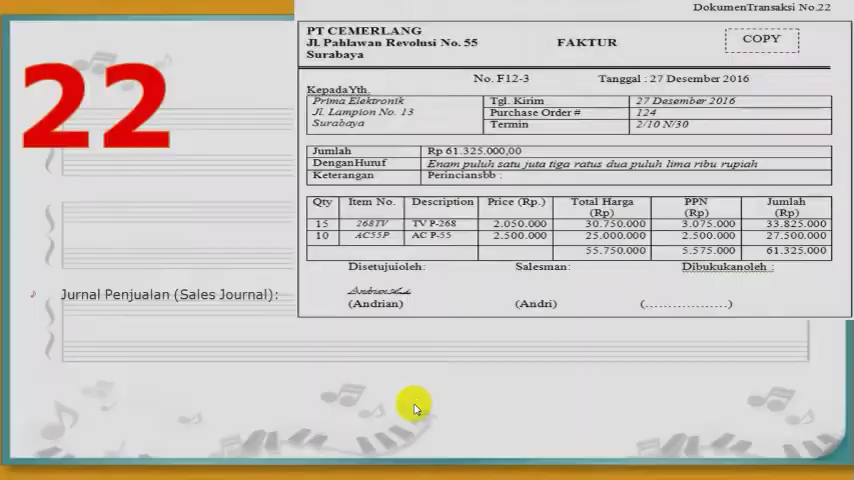 DokumenTransaksi No.22
22
PT CEMERLANG
Jl. Pahlawan Revolusi No. 55
Surabaya
FAKTUR
COPY
No. F12-3 Tanggal : 27 Desember 2016
KepadaYth.
Prima Elektronik
Jl. Lampion No. 13
Surabaya
Tgl. Kirim 27 Desember 2016
Purchase Order # 124
Termin 2/10 N/30
Jumlah Rp 61.325.000,00
DenganHuruf Enam puluh satu juta tiga ratus dua puluh lima ribu rupiah
Keterangan Perinciansbb :
Qty Item No. Description Price (Rp.) Total Harga (Rp) PPN (Rp) Jumlah (Rp)
15 268TV TV P-268 2.050.000 30.750.000 3.075.000 33.825.000
10 AC55P AC P-55 2.500.000 25.000.000 2.500.000 27.500.000
55.750.000 5.575.000 61.325.000
Disetujuioleh: Salesman: Dibukukanoleh :
(Andrian) (Andri) (..................)
Jurnal Penjualan (Sales Journal):